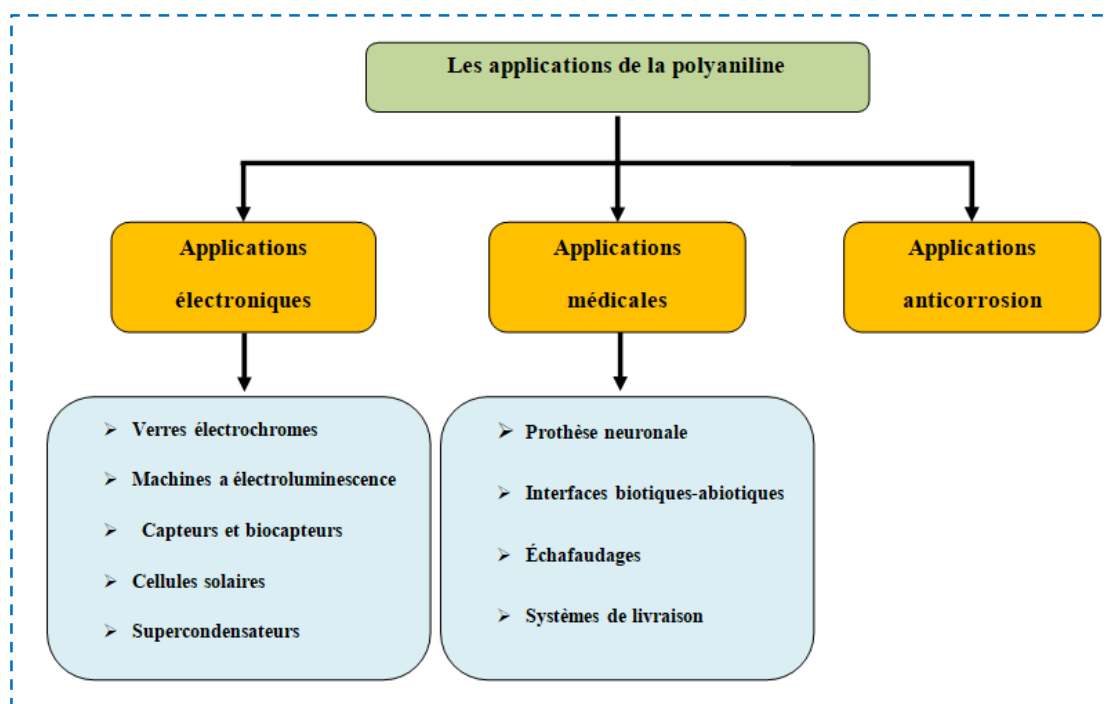 Les applications de la polyaniline
Applications
électroniques
Applications
médicales
Applications
anticorrosion
➢ Verres électrochromes
➢ Machines a électroluminescence
➢ Capteurs et biocapteurs
➢ Cellules solaires
➢ Supercondensateurs
➢ Prothèse neuronale
➢ Interfaces biotiques-abiotiques
➢ Échafaudages
➢ Systèmes de livraison